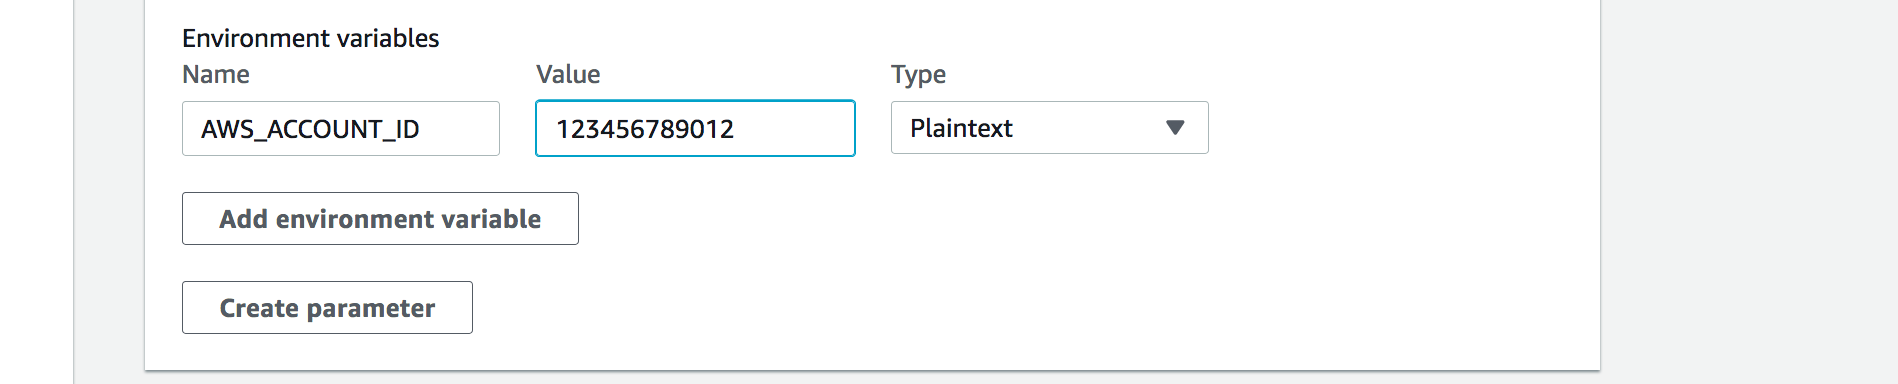 Environment variables
Name Value Type
AWS_ACCOUNT_ID 123456789012 Plaintext
Add environment variable
Create parameter